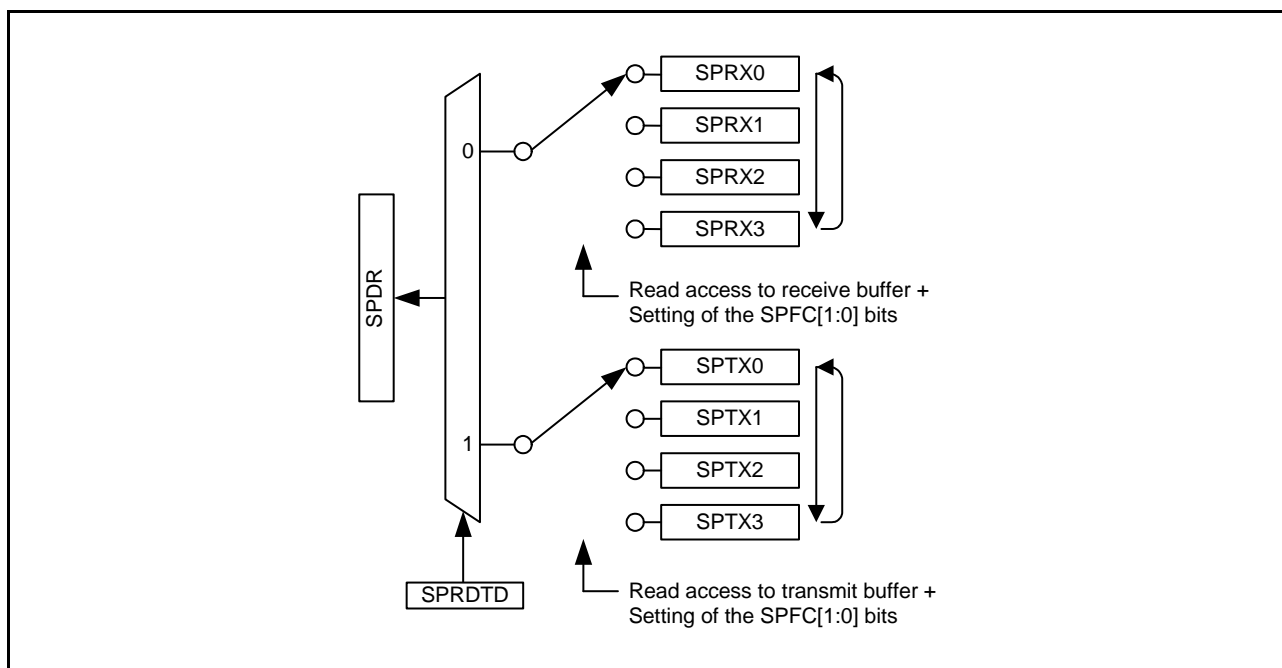 SPRX0
SPRX1
0
SPRX2
SPRX3
SPDR
Read access to receive buffer +
Setting of the SPFC[1:0] bits
SPTX0
SPTX1
1
SPTX2
SPTX3
SPRDTD
Read access to transmit buffer +
Setting of the SPFC[1:0] bits